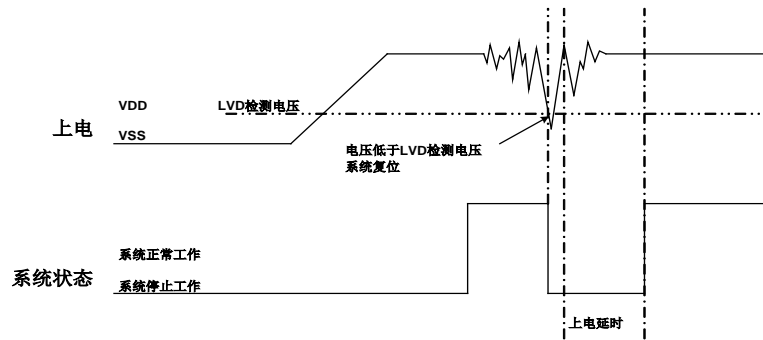 VDD
LVD检测电压
上电
VSS
电压低于LVD检测电压
系统复位
系统正常工作
系统状态
系统停止工作
上电延时